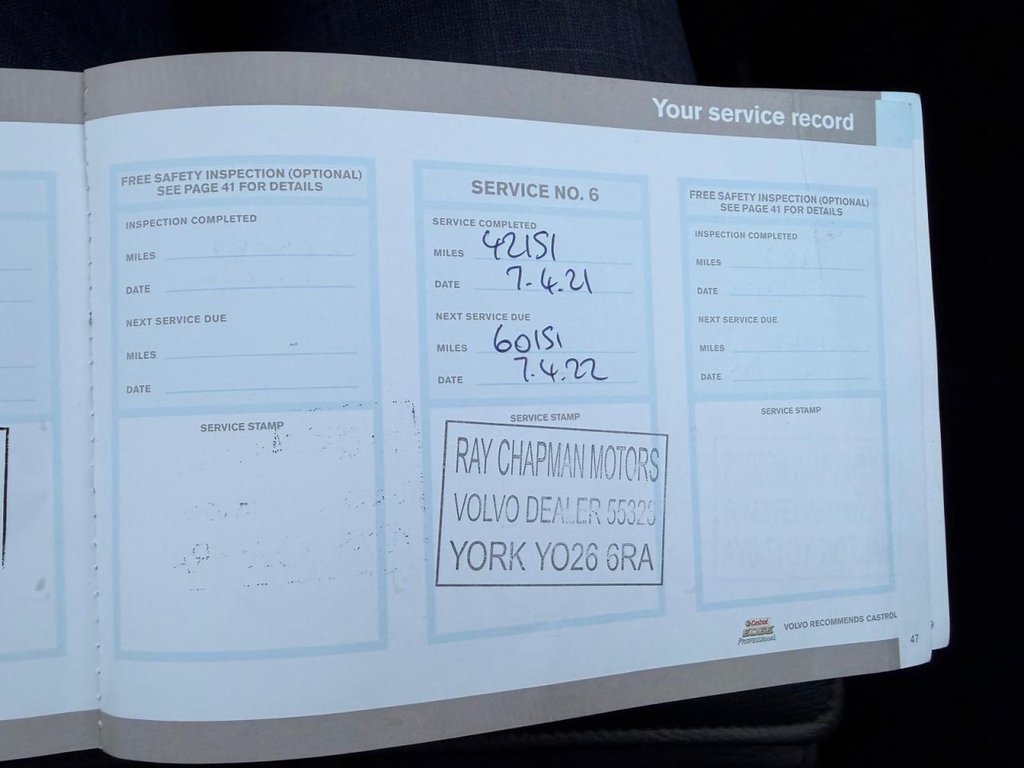 Your service record
FREE SAFETY INSPECTION (OPTIONAL)
SEE PAGE 41 FOR DETAILS
INSPECTION COMPLETED
MILES
DATE
NEXT SERVICE DUE
MILES
DATE
SERVICE STAMP
SERVICE NO. 6
SERVICE COMPLETED
MILES 42151
DATE 7.4.21
NEXT SERVICE DUE
MILES 60151
DATE 7.4.22
SERVICE STAMP
RAY CHAPMAN MOTORS
VOLVO DEALER 55323
YORK YO26 6RA
FREE SAFETY INSPECTION (OPTIONAL)
SEE PAGE 41 FOR DETAILS
INSPECTION COMPLETED
MILES
DATE
NEXT SERVICE DUE
MILES
DATE
SERVICE STAMP
Castrol
EDGE
Professional
VOLVO RECOMMENDS CASTROL
47
9